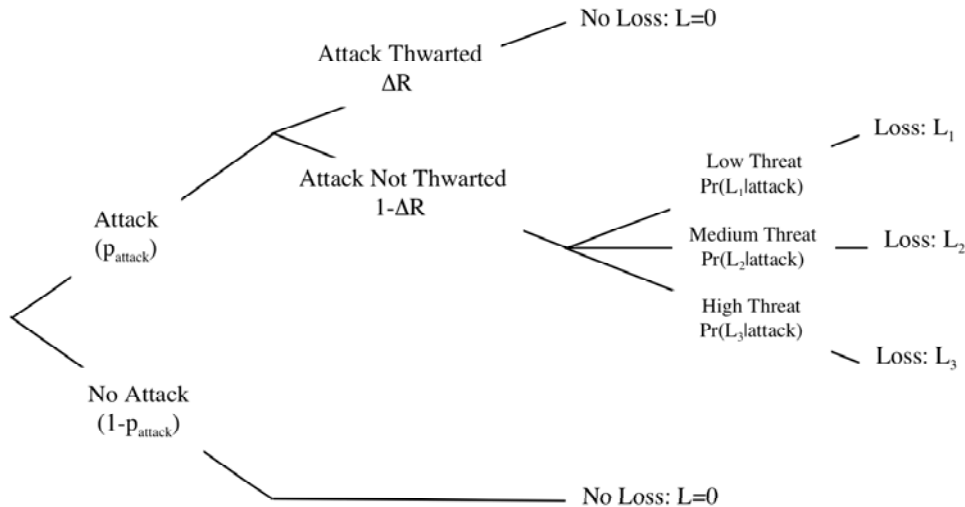 No Loss: L=0
Attack Thwarted
ΔR
Loss: L₁
Low Threat
Pr(L₁|attack)
Attack Not Thwarted
1-ΔR
Attack
(pₐₜₜₐcₖ)
Medium Threat
Pr(L₂|attack)
Loss: L₂
High Threat
Pr(L₃|attack)
Loss: L₃
No Attack
(1-pₐₜₜₐcₖ)
No Loss: L=0